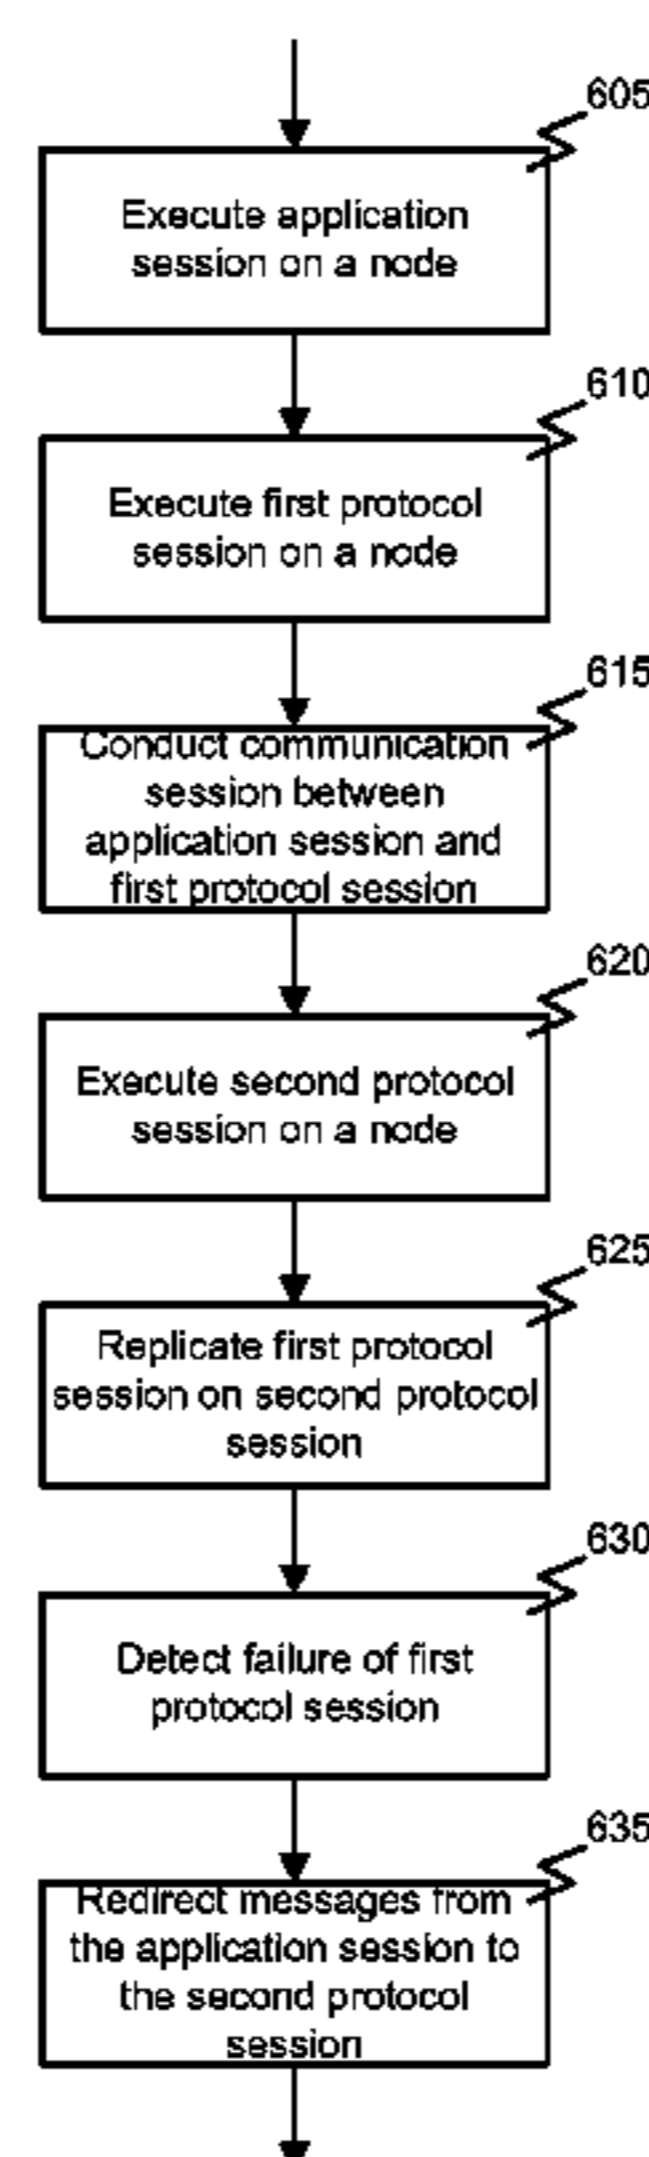 605
Execute application
session on a node
610
Execute first protocol
session on a node
615
Conduct communication
session between
application session and
first protocol session
620
Execute second protocol
session on a node
625
Replicate first protocol
session on second protocol
session
630
Detect failure of first
protocol session
635
Redirect messages from
the application session to
the second protocol
session